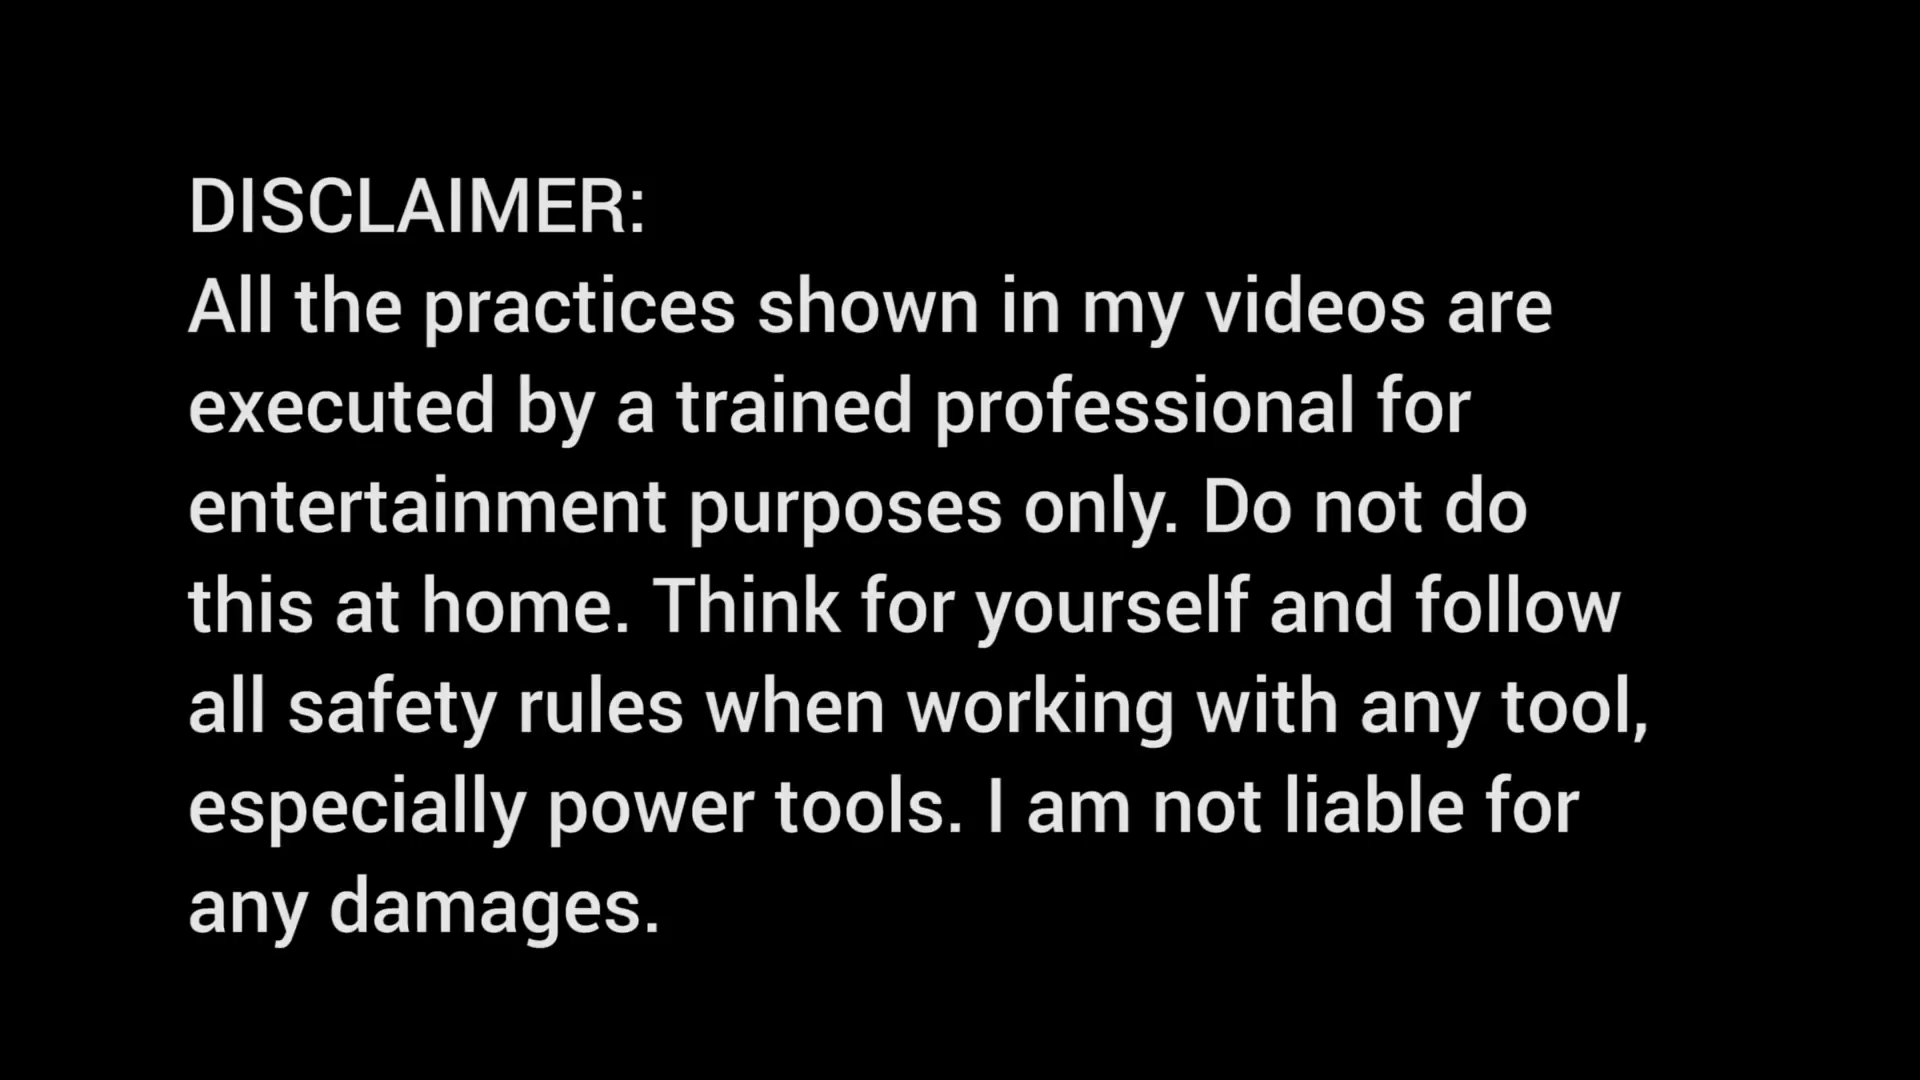 DISCLAIMER:
All the practices shown in my videos are
executed by a trained professional for
entertainment purposes only. Do not do
this at home. Think for yourself and follow
all safety rules when working with any tool,
especially power tools. I am not liable for
any damages.